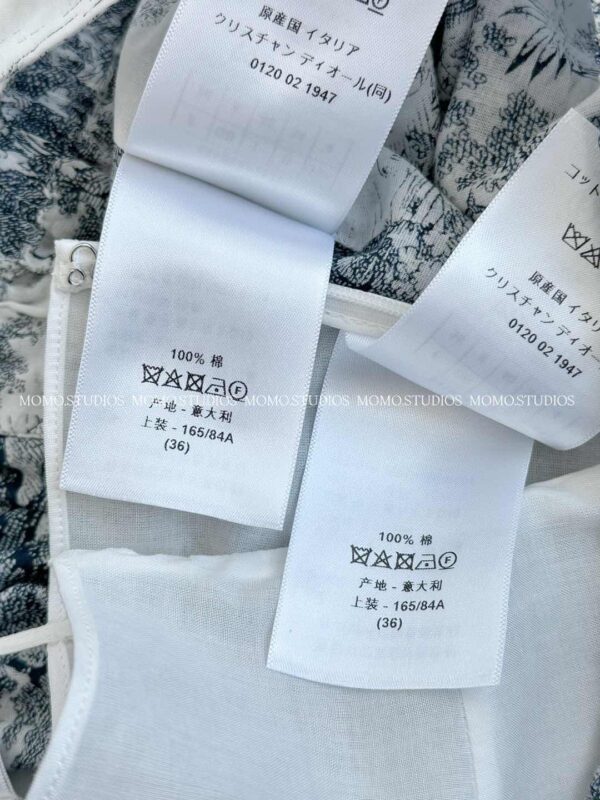 原産国 イタリア
クリスチャン ディオール(同)
0120 02 1947
コット
原産国 イタリ
クリスチャン ディオー
0120 02 1947
100% 棉
产地 - 意大利
上装 - 165/84A
(36)
MOMO.STUDIOS MOMO.STUDIOS MOMO.STUDIOS MOMO.STUDIOS MOMO.STUDIOS
100% 棉
产地 - 意大利
上装 - 165/84A
(36)